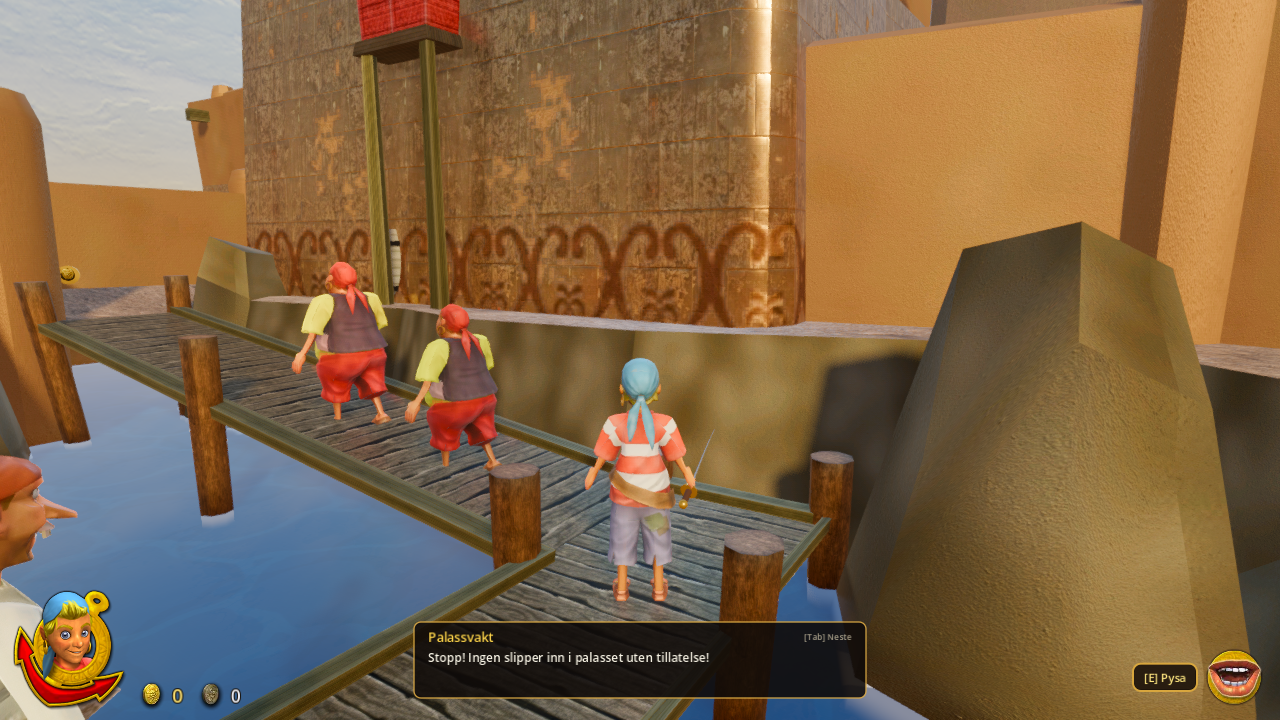 Palassvakt
[Tab] Neste
Stopp! Ingen slipper inn i palasset uten tillatelse!
0
0
[E] Pysa